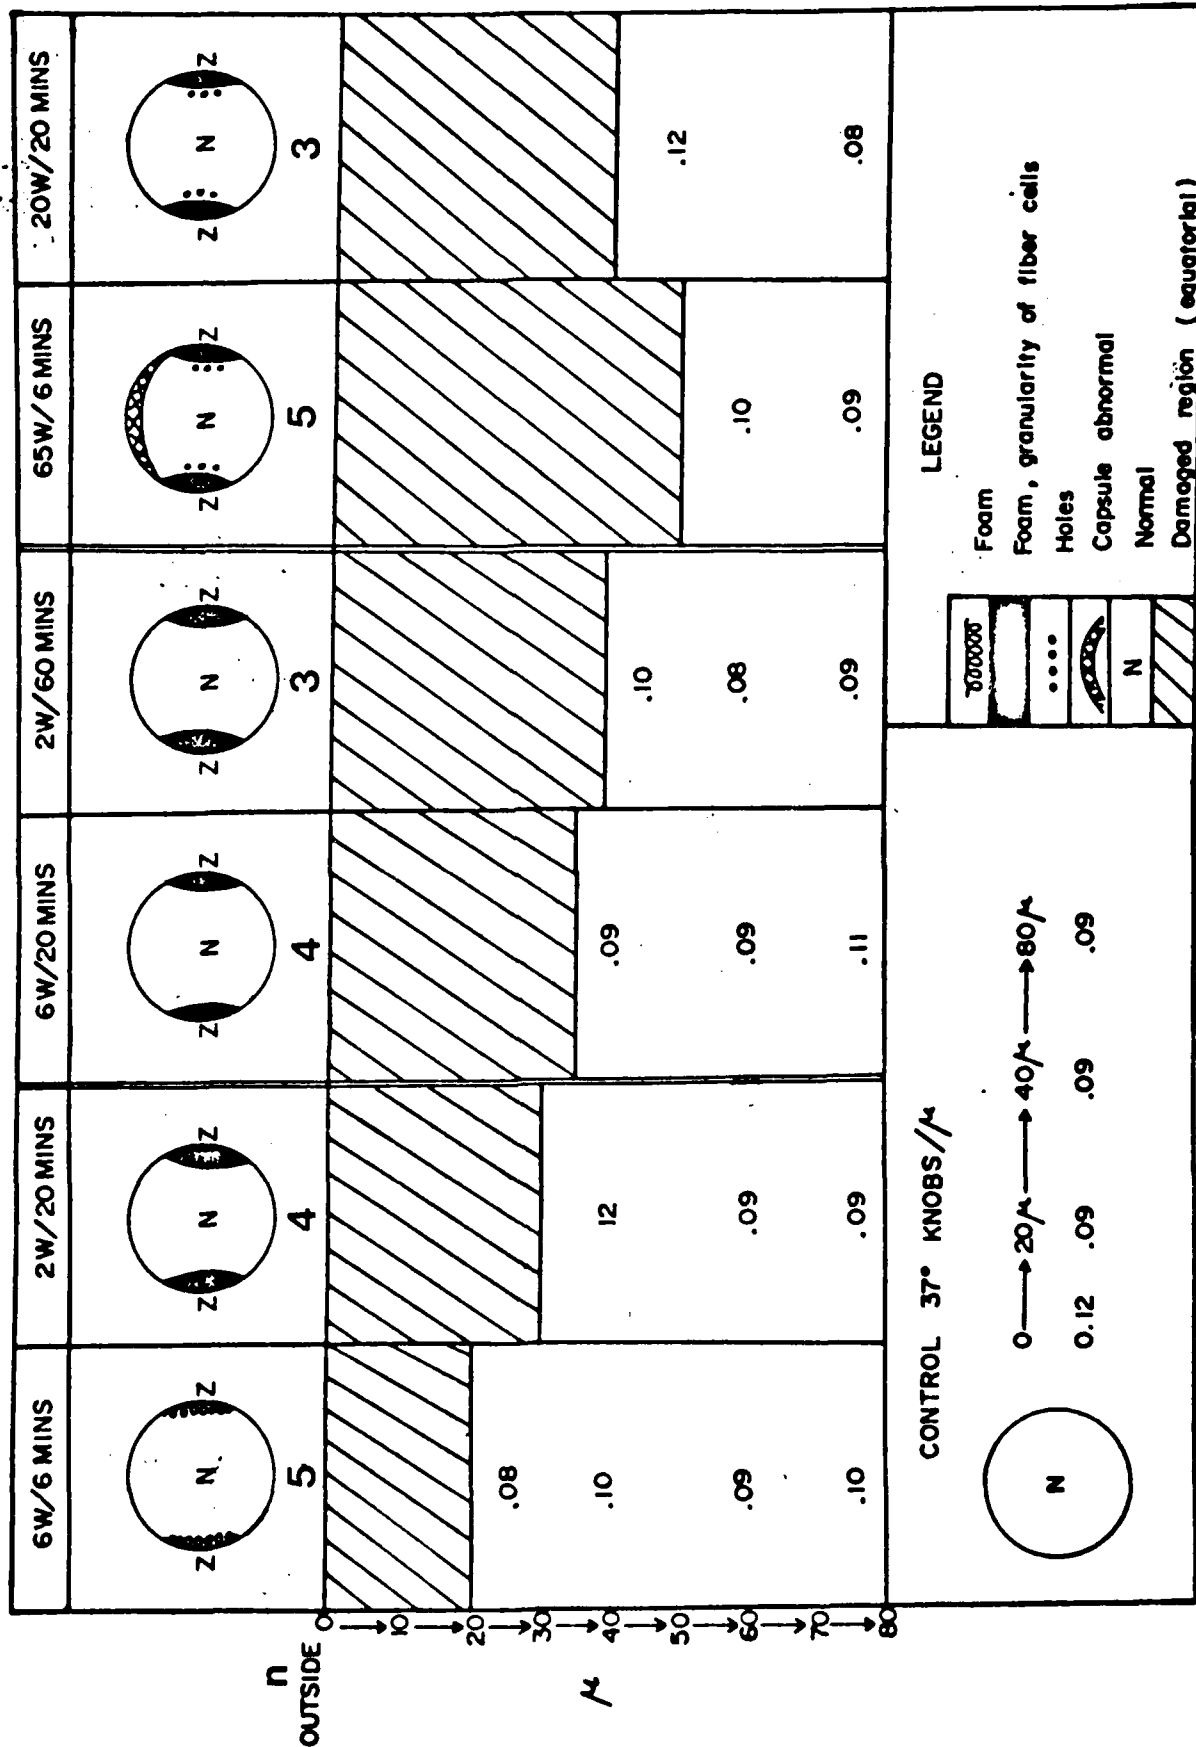 6W/6 MINS 2W/20 MINS 6W/20 MINS 2W/60 MINS 65W/6 MINS 20W/20 MINS
Z N Z Z N Z Z N Z Z N Z Z N Z Z N Z
n 5 4 4 3 5 3
OUTSIDE 0
10
20
30
40
50
60
70
80
μ
.08 .10 .09 .10
12 .09 .09
.09 .09 .11
.10 .08 .09
.10 .09
.12 .08
CONTROL 37° KNOBS/μ
N
0 → 20μ → 40μ → 80μ
0.12 .09 .09 .09
LEGEND
Foam
Foam, granularity of fiber cells
Holes
Capsule abnormal
N Normal
Damaged region (equatorial)